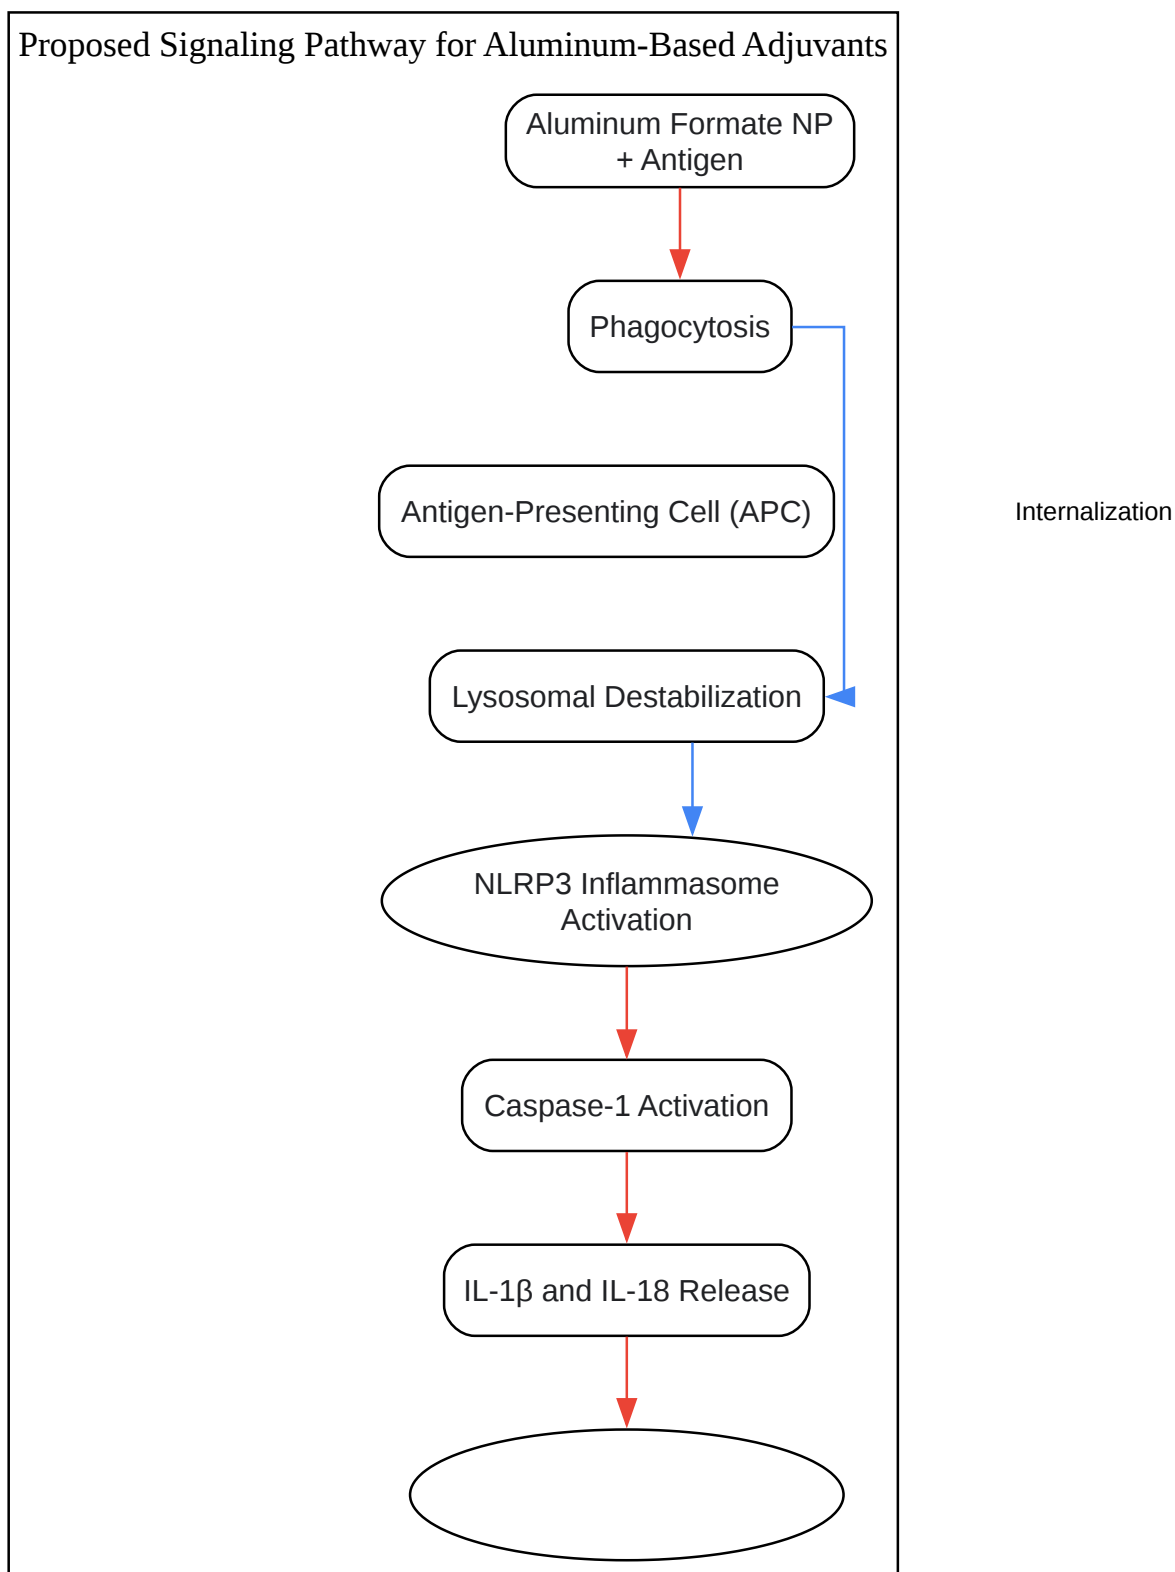 Proposed Signaling Pathway for Aluminum-Based Adjuvants
Aluminum Formate NP
+ Antigen
Phagocytosis
Antigen-Presenting Cell (APC)
Internalization
Lysosomal Destabilization
NLRP3 Inflammasome
Activation
Caspase-1 Activation
IL-1β and IL-18 Release